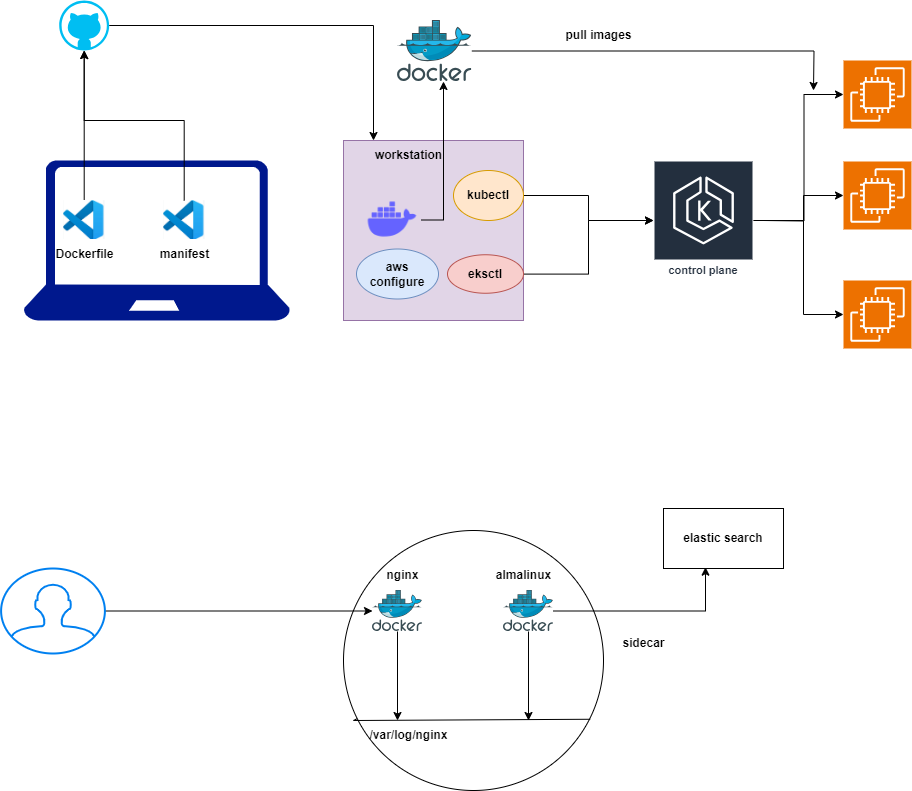 pull images
docker
workstation
kubectl
Dockerfile
manifest
aws
configure
eksctl
K
control plane
elastic search
nginx
almalinux
docker
docker
sidecar
/var/log/nginx